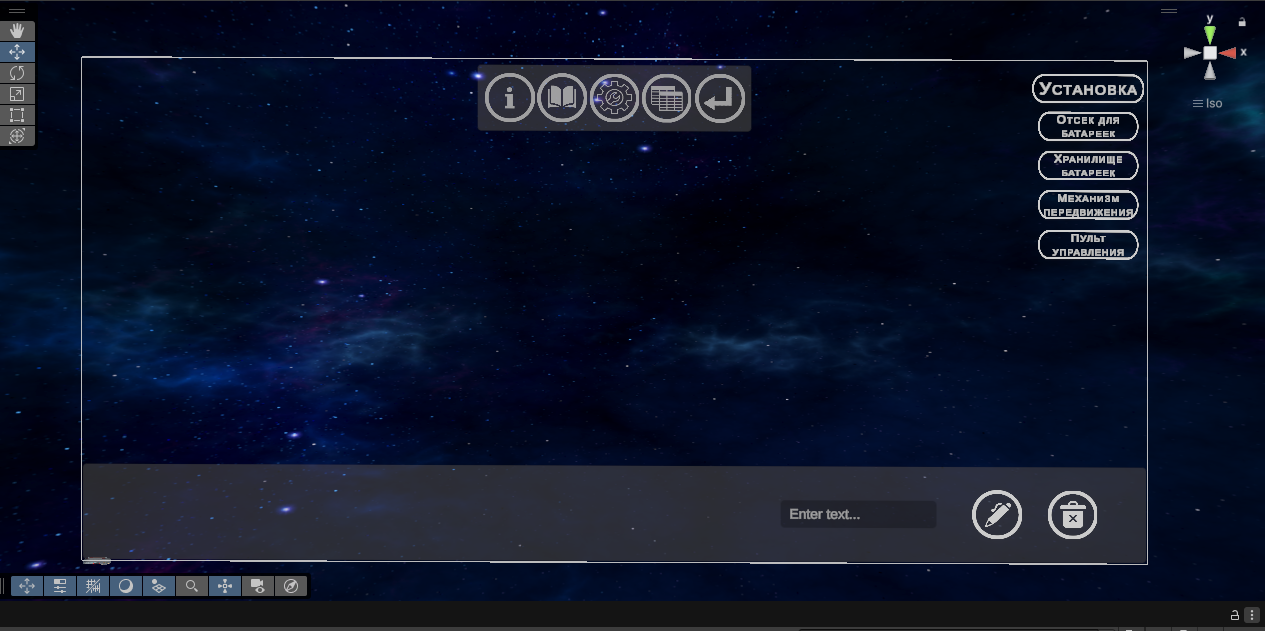 y
x
Iso
i
Установка
Отсек для
батареек
Хранилище
батареек
Механизм
передвижения
Пульт
управления
Enter text...